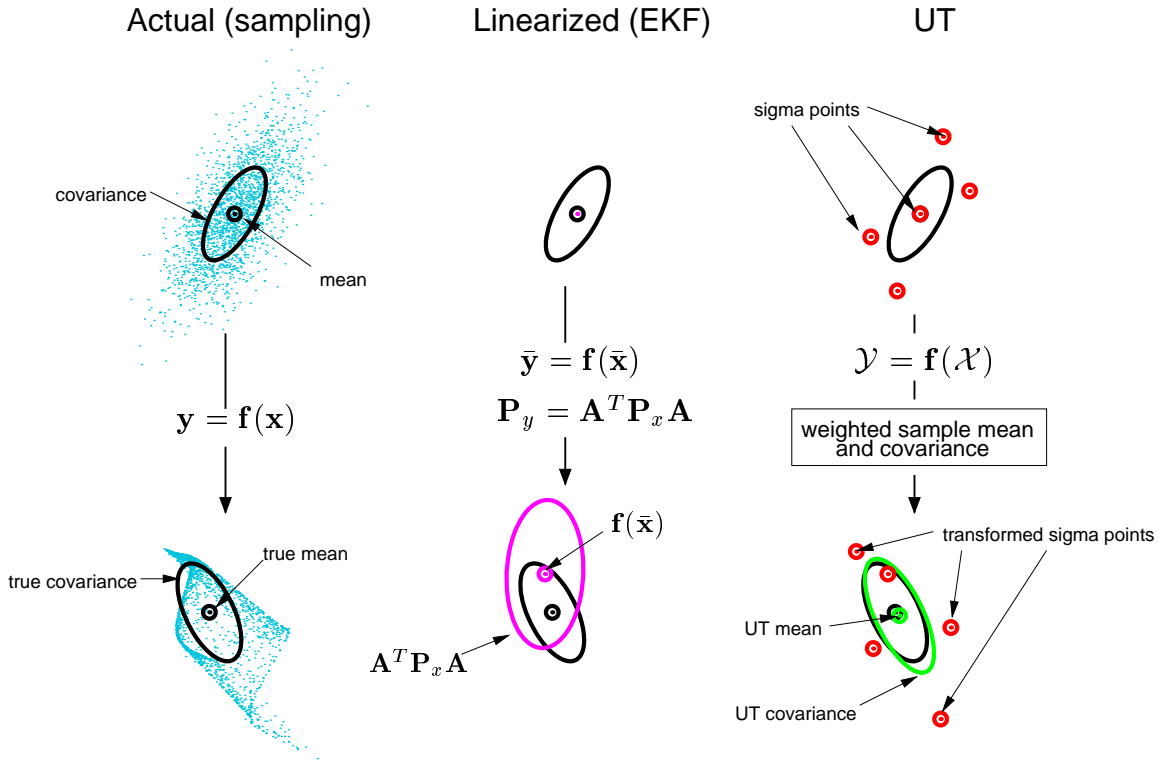 Actual (sampling)
covariance
mean
y = f(x)
true mean
true covariance
Linearized (EKF)
ȳ = f(x̄)
P_y = A^T P_x A
f(x̄)
A^T P_x A
UT
sigma points
𝒴 = f(𝒳)
weighted sample mean
and covariance
transformed sigma points
UT mean
UT covariance